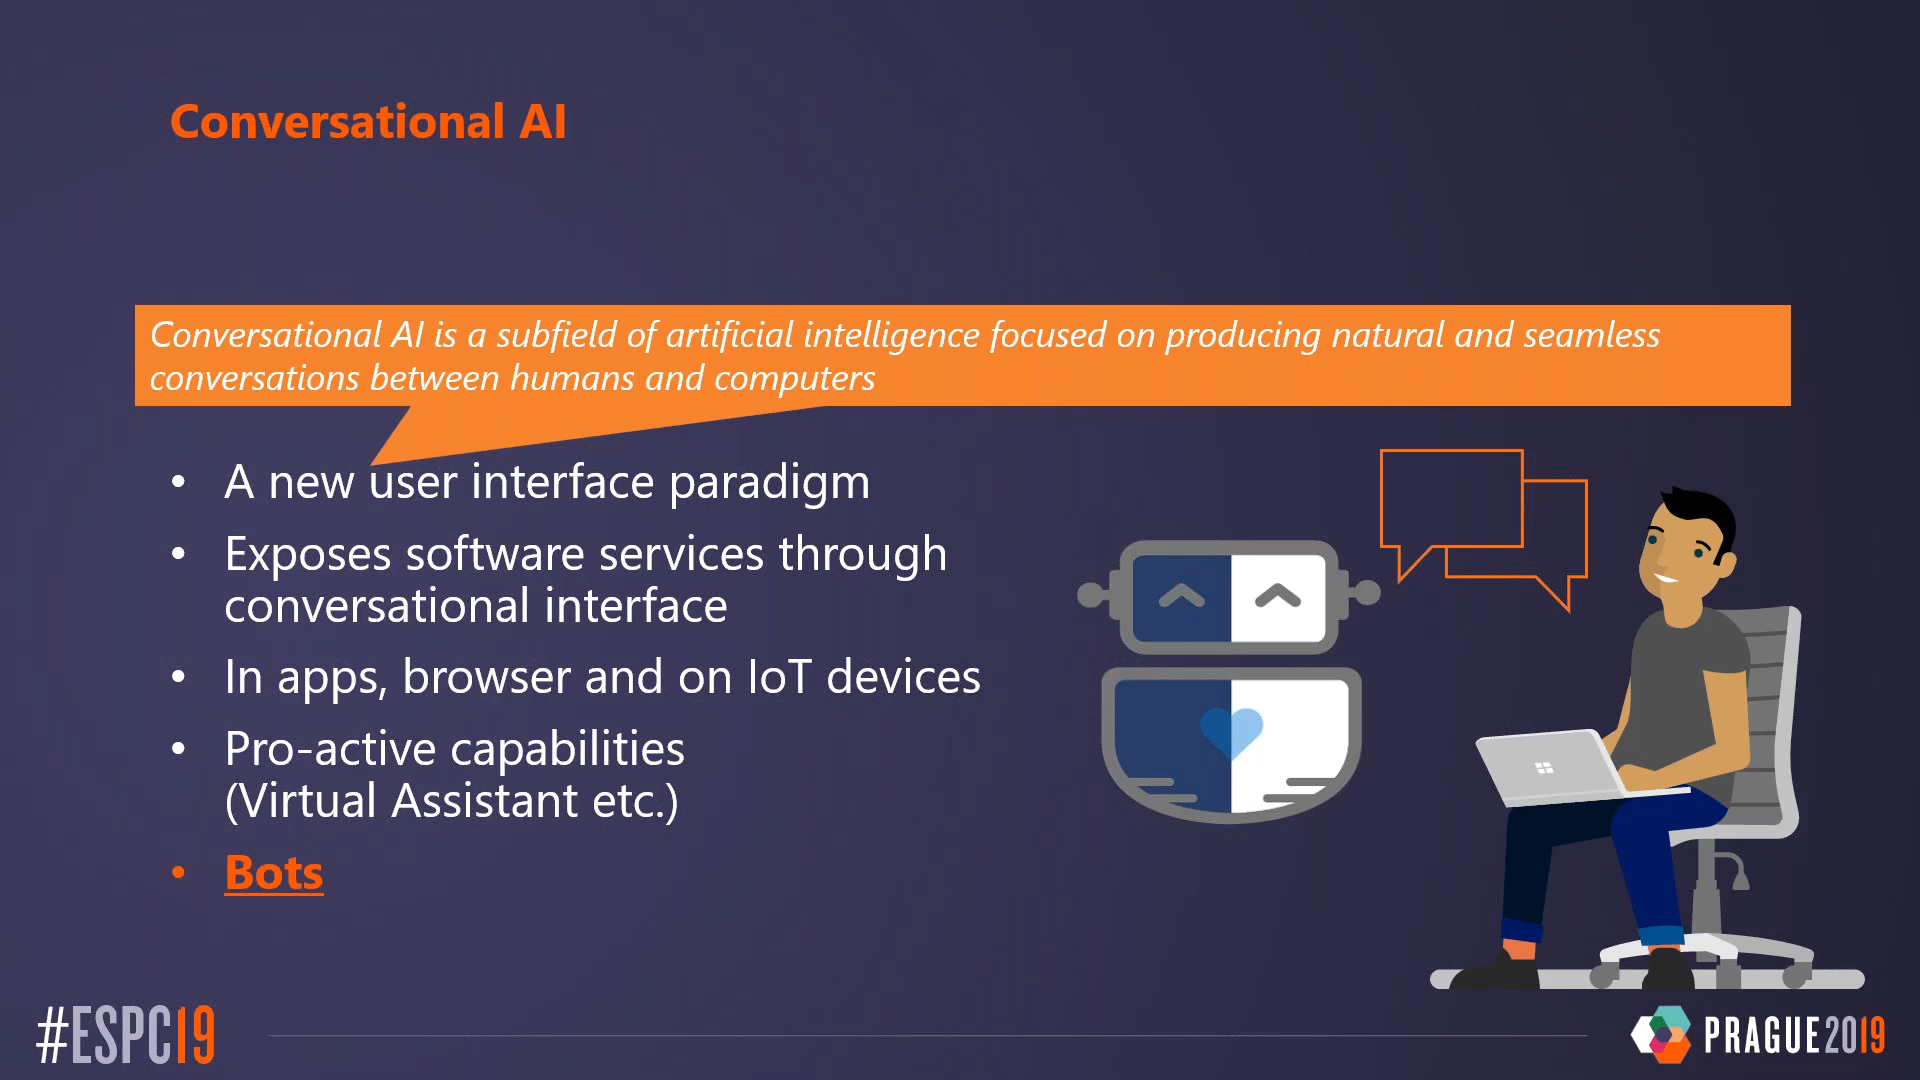 Conversational AI
Conversational AI is a subfield of artificial intelligence focused on producing natural and seamless
conversations between humans and computers
• A new user interface paradigm
• Exposes software services through
conversational interface
• In apps, browser and on IoT devices
• Pro-active capabilities
(Virtual Assistant etc.)
• Bots
#ESPC19
PRAGUE2019